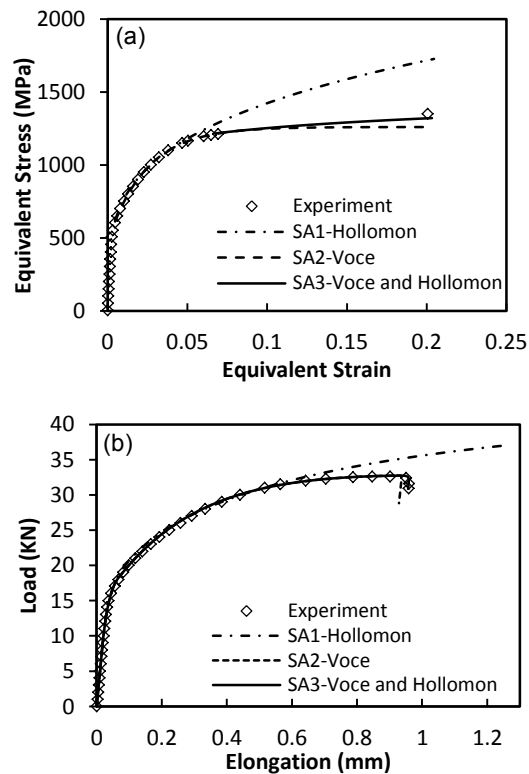 (a)
2000
1500
1000
500
0
Equivalent Stress (MPa)
Experiment
SA1-Hollomon
SA2-Voce
SA3-Voce and Hollomon
0 0.05 0.1 0.15 0.2 0.25
Equivalent Strain
(b)
40
35
30
25
20
15
10
5
0
Load (KN)
Experiment
SA1-Hollomon
SA2-Voce
SA3-Voce and Hollomon
0 0.2 0.4 0.6 0.8 1 1.2
Elongation (mm)